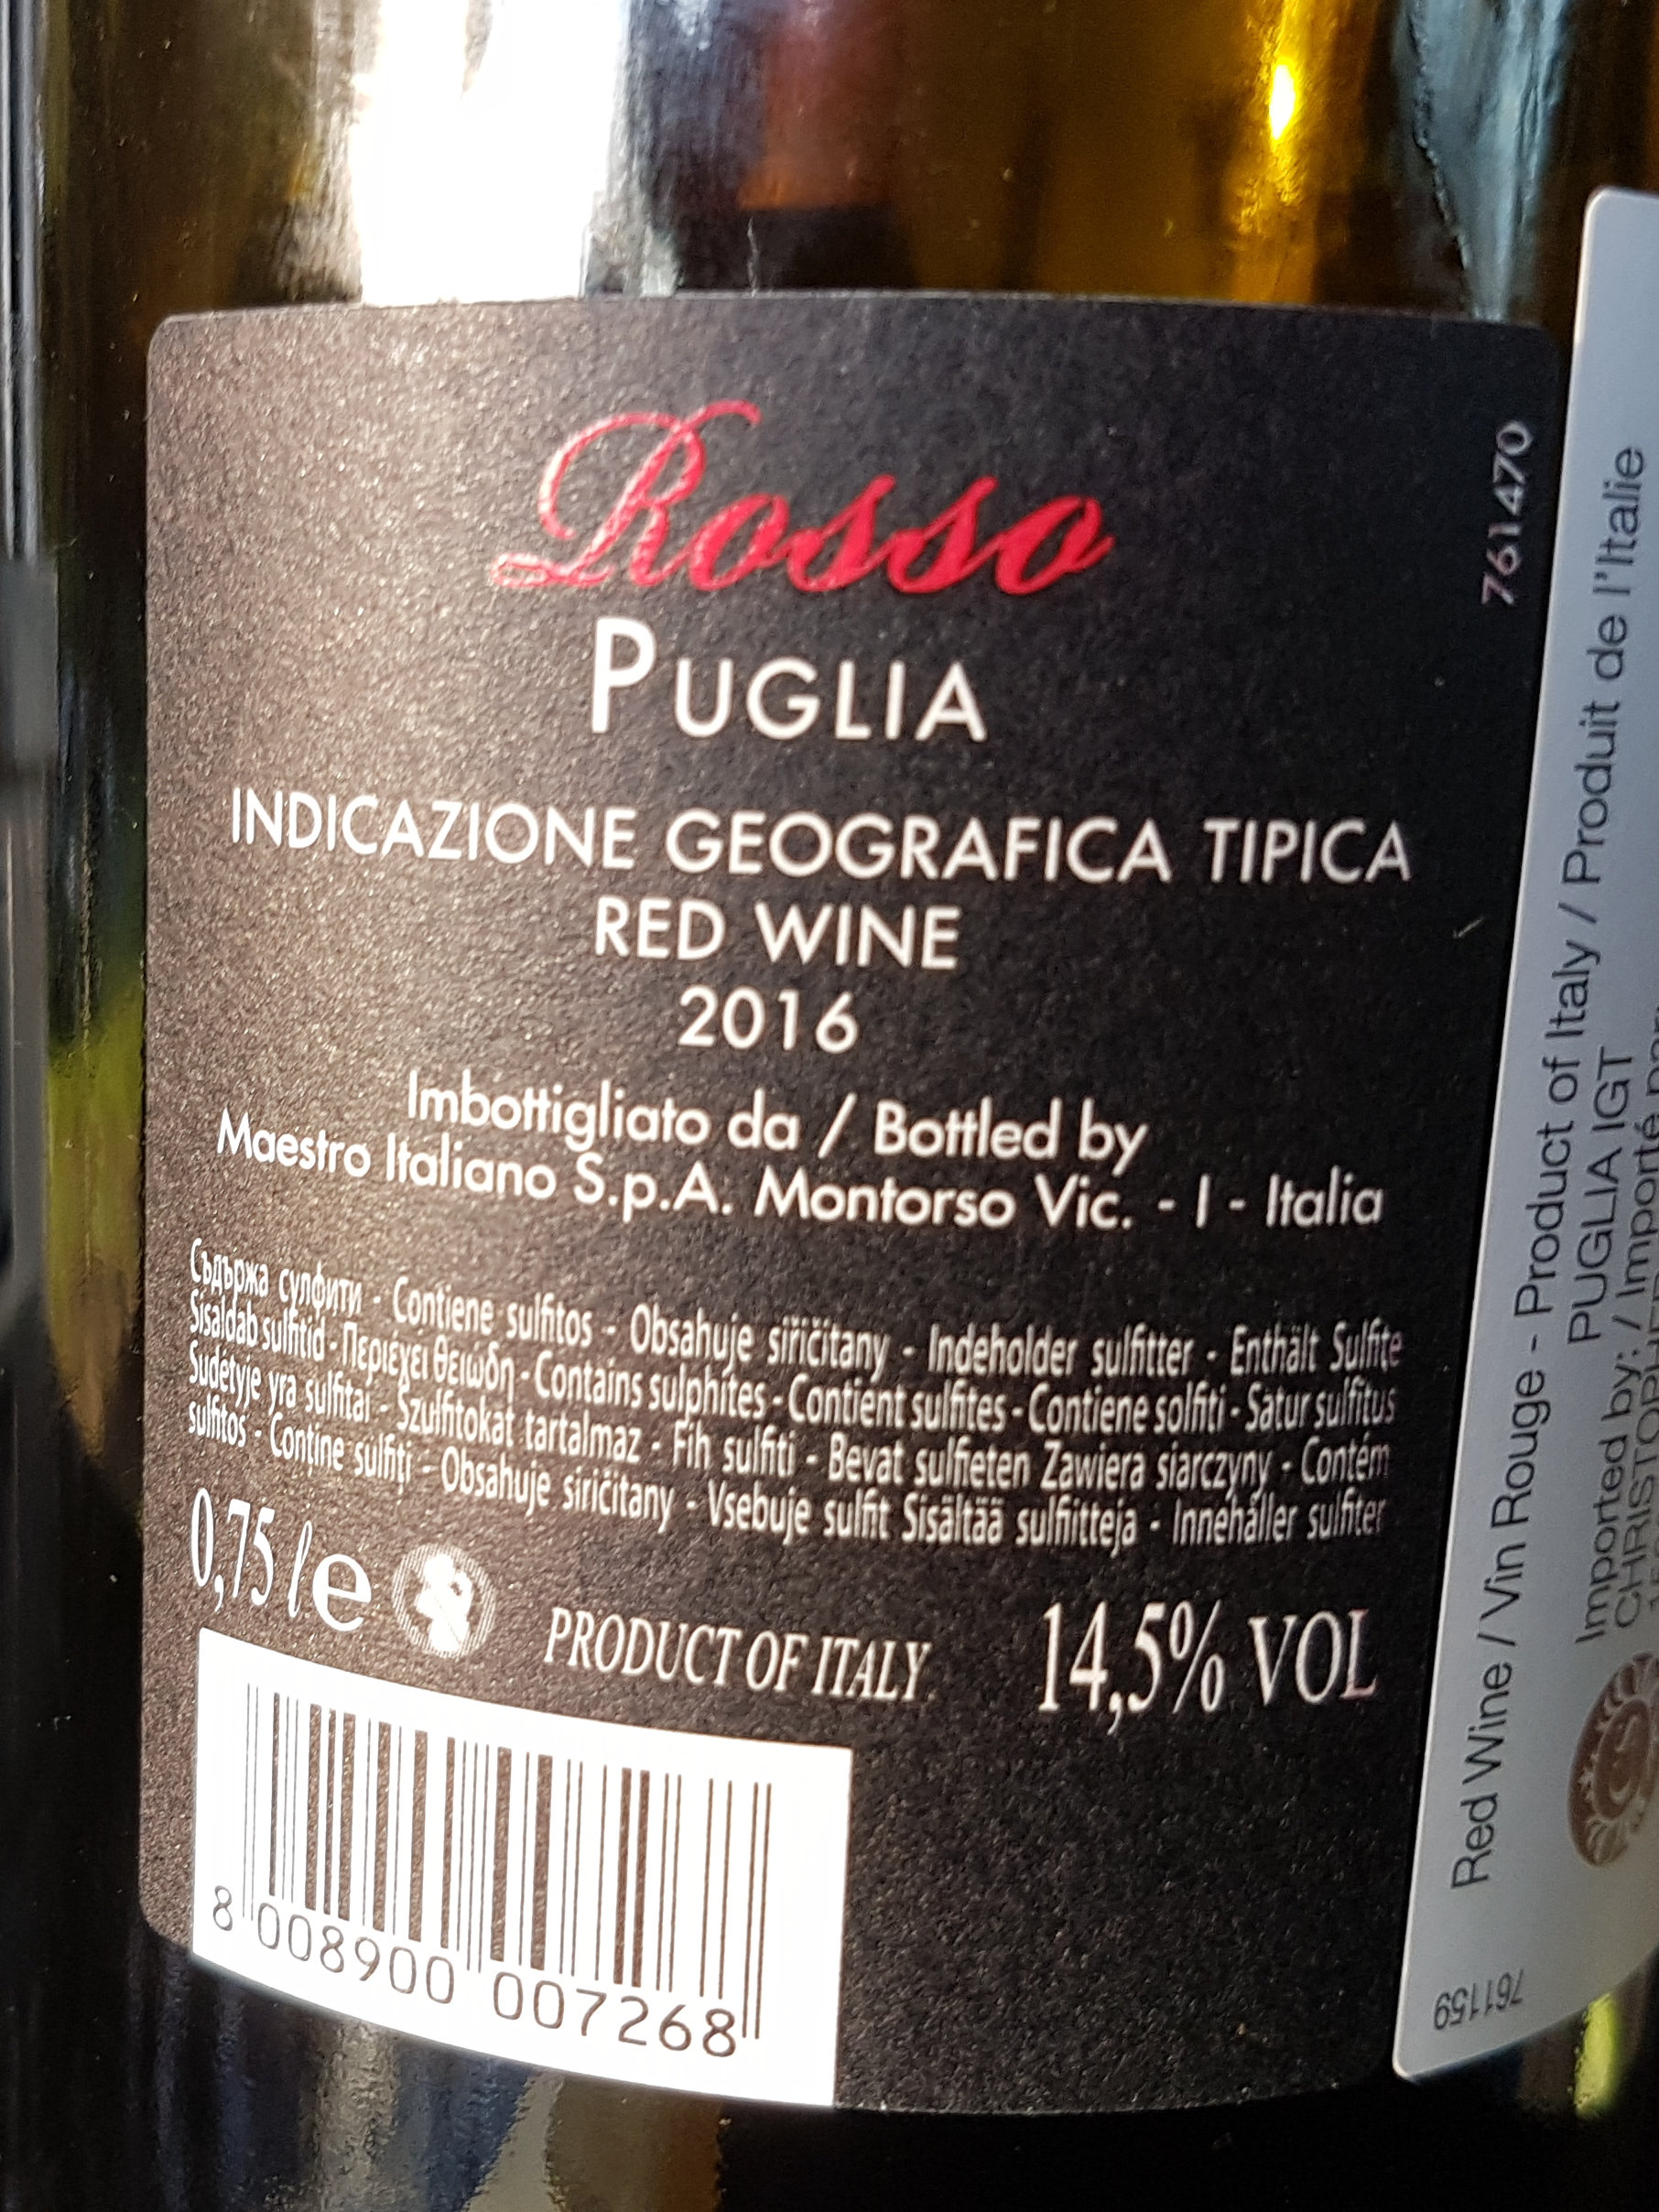 Rosso
PUGLIA
INDICAZIONE GEOGRAFICA TIPICA
RED WINE
2016
Imbottigliato da / Bottled by
Maestro Italiano S.p.A. Montorso Vic. - I - Italia
Съдържа сулфити - Contiene sulfitos - Obsahuje siřičitany - Indeholder sulfitter - Enthält Sulfite
Sisaldab sulfitid - Περιέχει θειώδη - Contains sulphites - Contient sulfites - Contiene solfiti - Satur sulfitus
Sudėtyje yra sulfitai - Szulfitokat tartalmaz - Fih sulfiti - Bevat sulfieten Zawiera siarczyny - Contém
sulfitos - Conține sulfiți - Obsahuje siričitany - Vsebuje sulfit Sisältää sulfiitteja - Innehåller sulfiter
0,75 l e
PRODUCT OF ITALY
14,5% VOL
8 008900 007268
761470
Red Wine / Vin Rouge - Product of Italy / Produit de l'Italie
PUGLIA IGT
Imported by: / Importé
761159